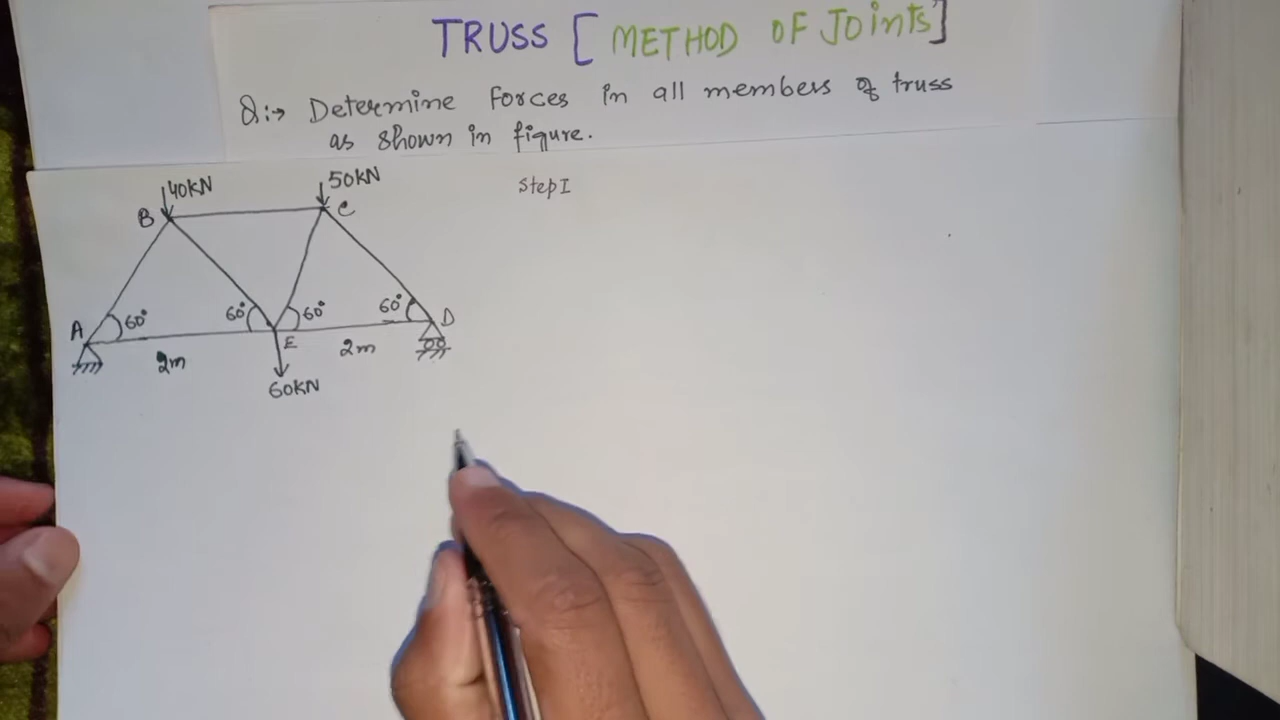 TRUSS [ METHOD OF JOints]
Q:→ Determine forces in all members of truss
as shown in figure.
Step I
40KN
50KN
B
C
60°
60°
60°
60°
A
D
E
2m
2m
60KN